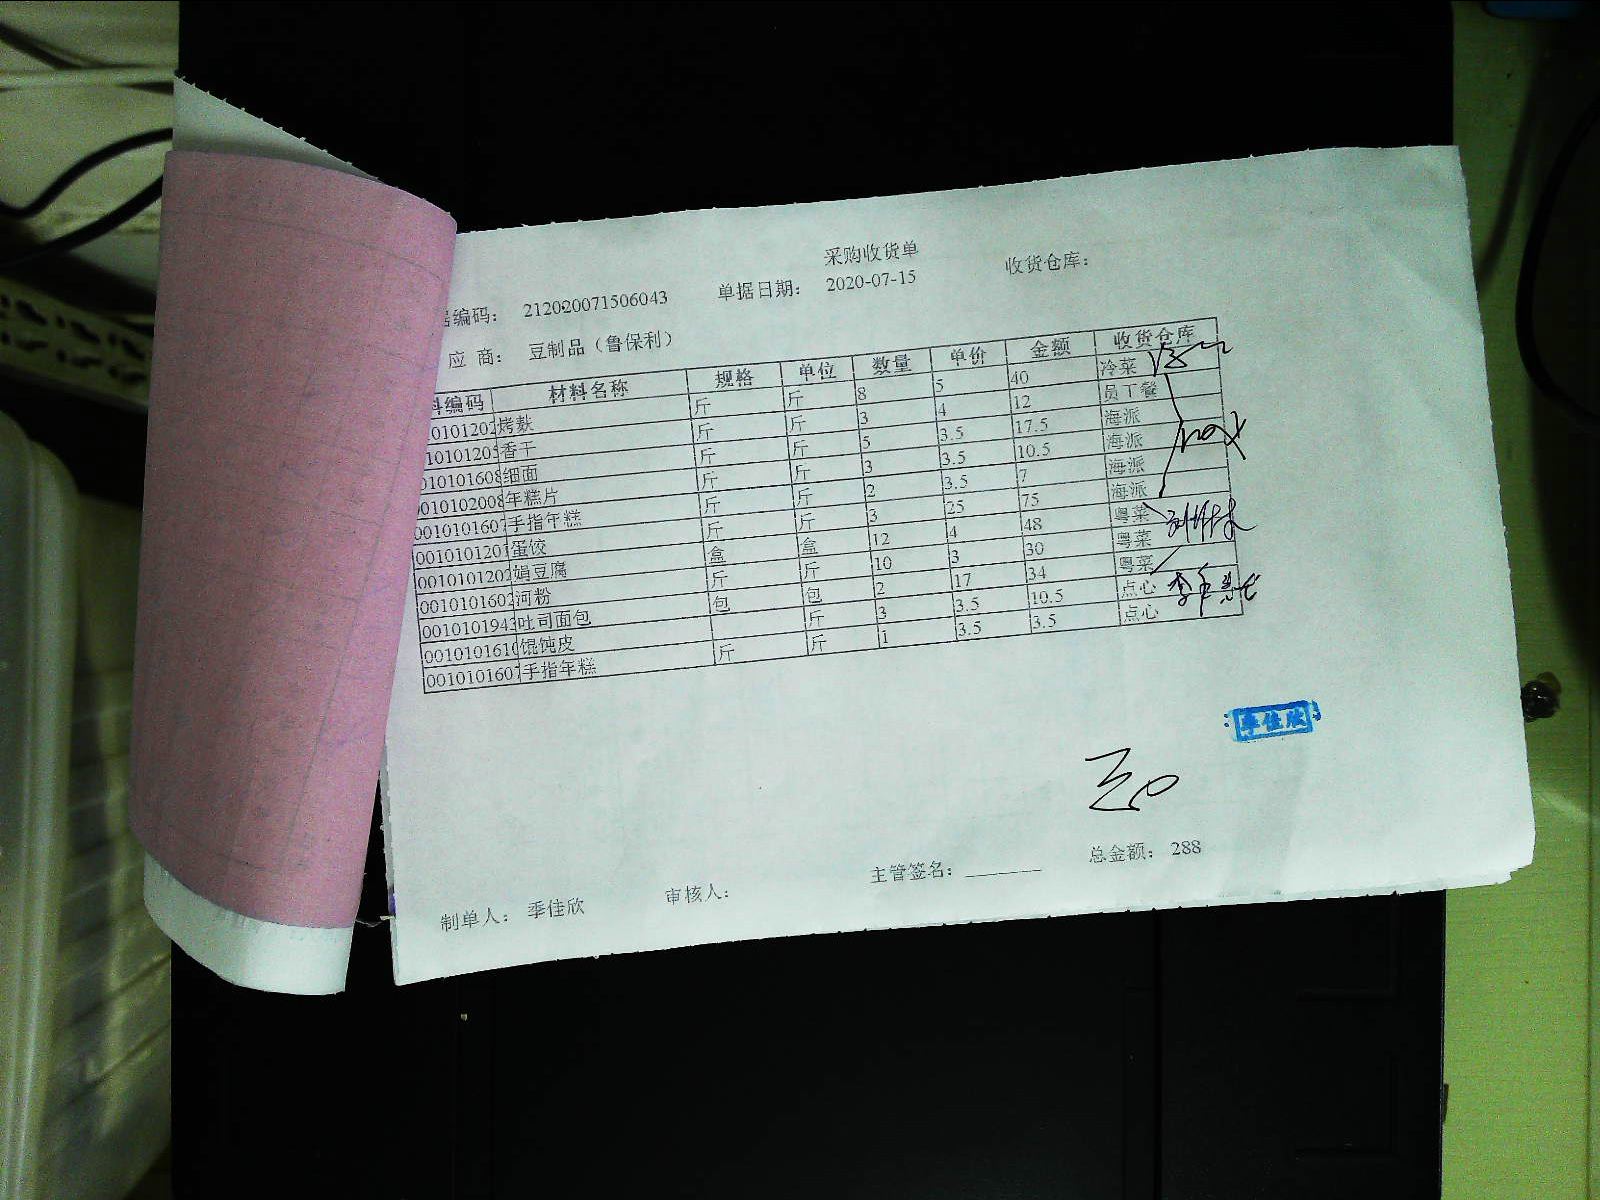 采购收货单
编码： 212020071506043 单据日期： 2020-07-15 收货仓库：
应 商： 豆制品（鲁保利）
料编码 材料名称 规格 单位 数量 单价 金额 收货仓库
0101202 烤麸 斤 斤 8 5 40 冷菜
10101205 香干 斤 斤 3 4 12 员工餐
010101608 细面 斤 斤 5 3.5 17.5 海派
0010102008 年糕片 斤 斤 3 3.5 10.5 海派
0010101607 手指年糕 斤 斤 2 3.5 7 海派
0010101201 蛋饺 斤 斤 3 25 75 海派
0010101202 娟豆腐 盒 盒 12 4 48 粤菜
0010101602 河粉 斤 斤 10 3 30 粤菜
0010101943 吐司面包 包 包 2 17 34 粤菜
0010101610 馄饨皮 斤 3 3.5 10.5 点心
0010101607 手指年糕 斤 斤 1 3.5 3.5 点心
季佳欣
制单人： 季佳欣 审核人： 主管签名： 总金额： 288